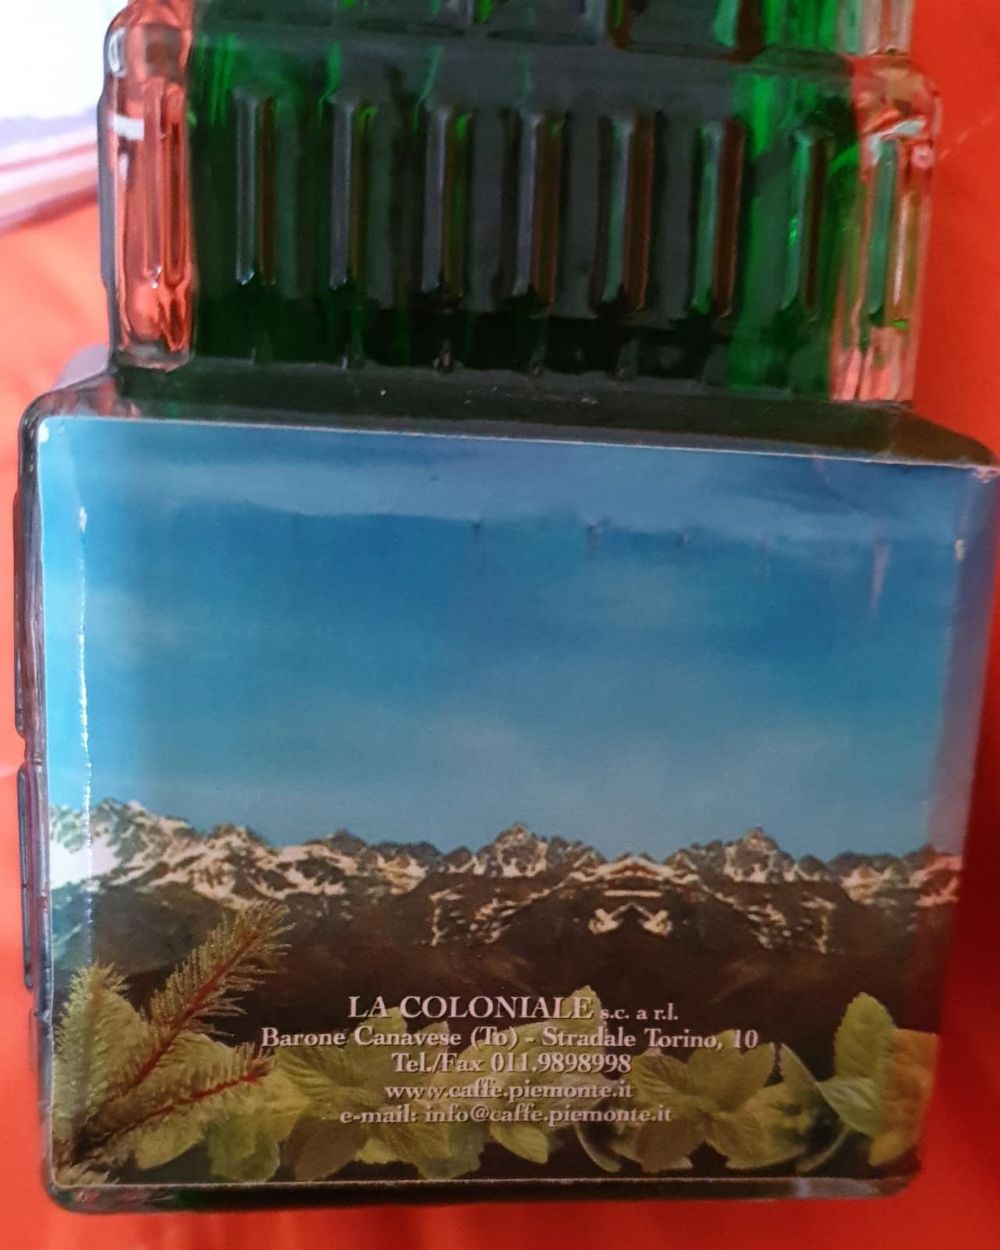 LA COLONIALE s.c. a r.l.
Barone Canavese (To) - Stradale Torino, 10
Tel./Fax 011.9898998
www.caffe.piemonte.it
e-mail: info@caffe.piemonte.it